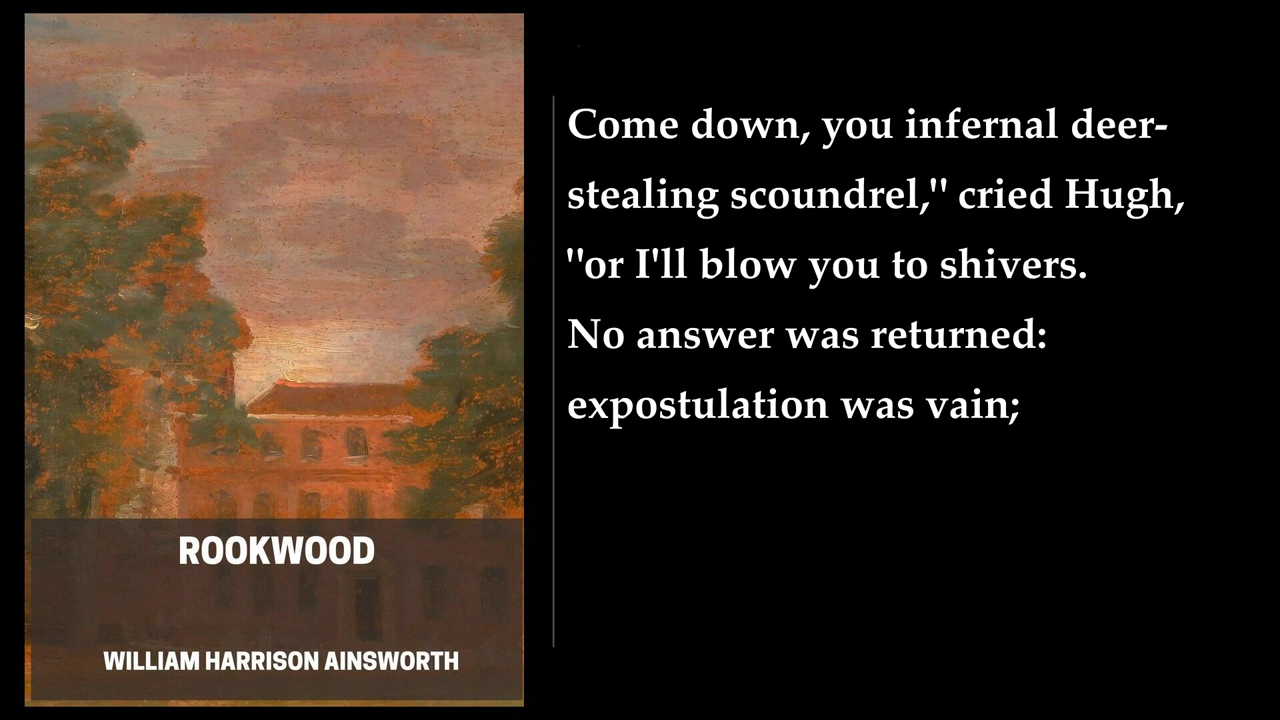 ROOKWOOD
WILLIAM HARRISON AINSWORTH
Come down, you infernal deer-
stealing scoundrel," cried Hugh,
"or I'll blow you to shivers.
No answer was returned:
expostulation was vain;